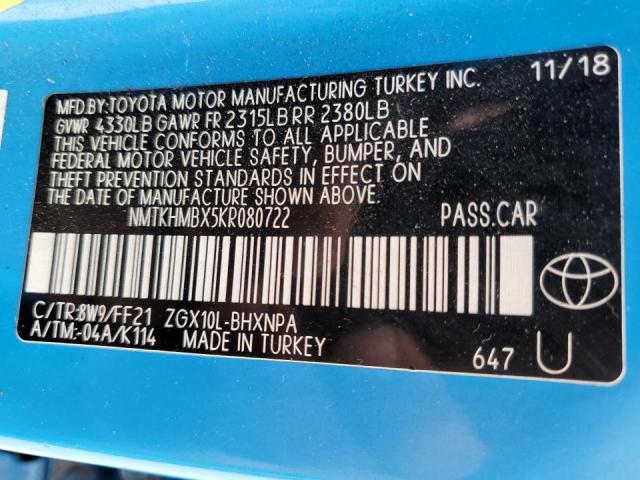 MFD.BY:TOYOTA MOTOR MANUFACTURING TURKEY INC. 11/18
GVWR 4330LB GAWR FR 2315LB RR 2380LB
THIS VEHICLE CONFORMS TO ALL APPLICABLE
FEDERAL MOTOR VEHICLE SAFETY, BUMPER, AND
THEFT PREVENTION STANDARDS IN EFFECT ON
THE DATE OF MANUFACTURE SHOWN ABOVE.
NMTKHMBX5KR080722 PASS.CAR
C/TR:8W9/FF21 ZGX10L-BHXNPA
A/TM:-04A/K114 MADE IN TURKEY
647 U